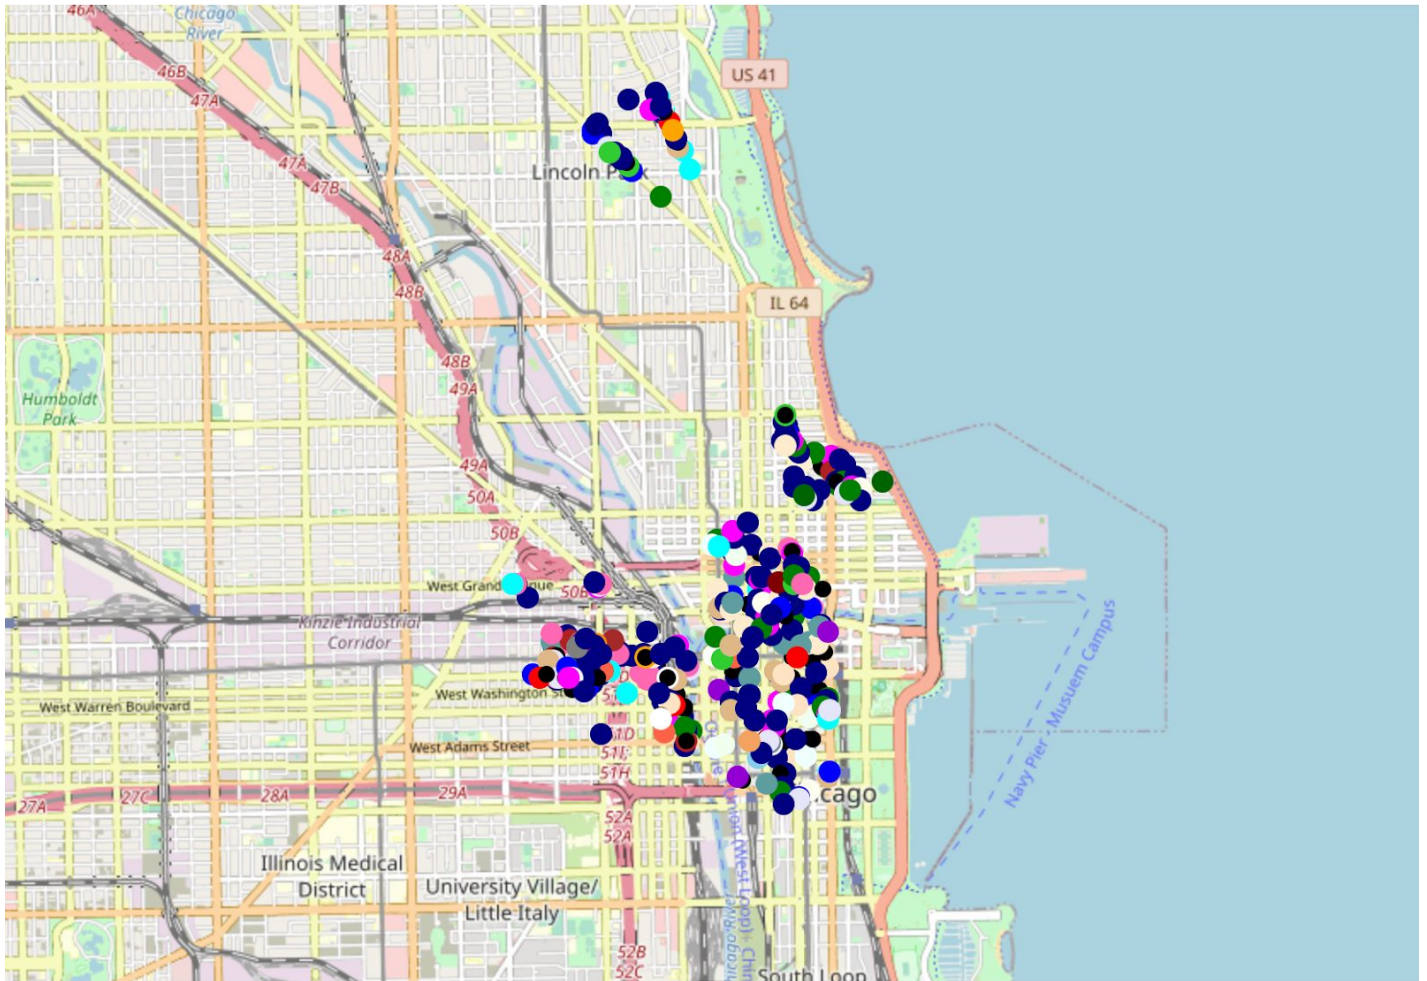 46A
Chicago
River
46B
US 41
47A
47A
Lincoln P
k
47B
48A
48B
IL 64
48B
49A
Humboldt
Park
49A
50A
50B
West Grand
nue
50B
Kinzie Industrial
Corridor
West Washington St
West Warren Boulevard
51D
West Adams Street
51H
Navy Pier - Musuem Campus
27A
27C
28A
29A
cago
52A
52A
Illinois Medical
District
University Village/
Little Italy
52B
52C
South Loop